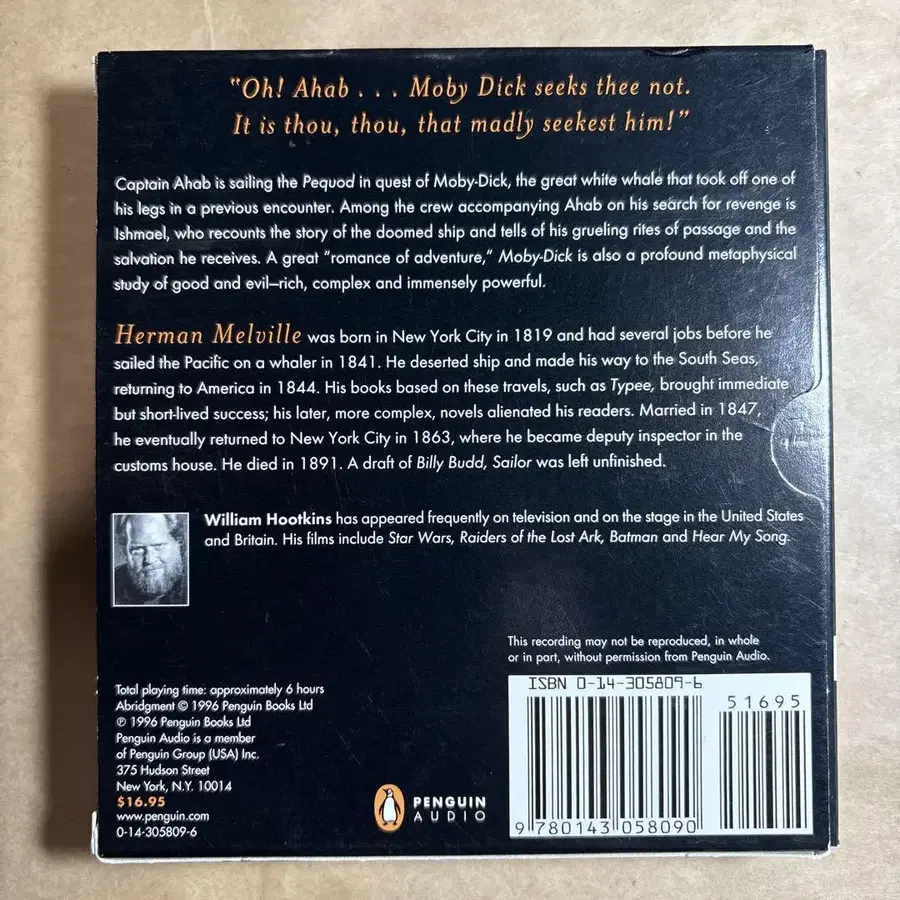 “Oh! Ahab . . . Moby Dick seeks thee not.
It is thou, thou, that madly seekest him!”
Captain Ahab is sailing the Pequod in quest of Moby-Dick, the great white whale that took off one of
his legs in a previous encounter. Among the crew accompanying Ahab on his search for revenge is
Ishmael, who recounts the story of the doomed ship and tells of his grueling rites of passage and the
salvation he receives. A great “romance of adventure,” Moby-Dick is also a profound metaphysical
study of good and evil—rich, complex and immensely powerful.
Herman Melville was born in New York City in 1819 and had several jobs before he
sailed the Pacific on a whaler in 1841. He deserted ship and made his way to the South Seas,
returning to America in 1844. His books based on these travels, such as Typee, brought immediate
but short-lived success; his later, more complex, novels alienated his readers. Married in 1847,
he eventually returned to New York City in 1863, where he became deputy inspector in the
customs house. He died in 1891. A draft of Billy Budd, Sailor was left unfinished.
William Hootkins has appeared frequently on television and on the stage in the United States
and Britain. His films include Star Wars, Raiders of the Lost Ark, Batman and Hear My Song.
This recording may not be reproduced, in whole
or in part, without permission from Penguin Audio.
Total playing time: approximately 6 hours
Abridgment © 1996 Penguin Books Ltd
℗ 1996 Penguin Books Ltd
Penguin Audio is a member
of Penguin Group (USA) Inc.
375 Hudson Street
New York, N.Y. 10014
$16.95
www.penguin.com
0-14-305809-6
PENGUIN
AUDIO
ISBN 0-14-305809-6
51695
9 780143 058090